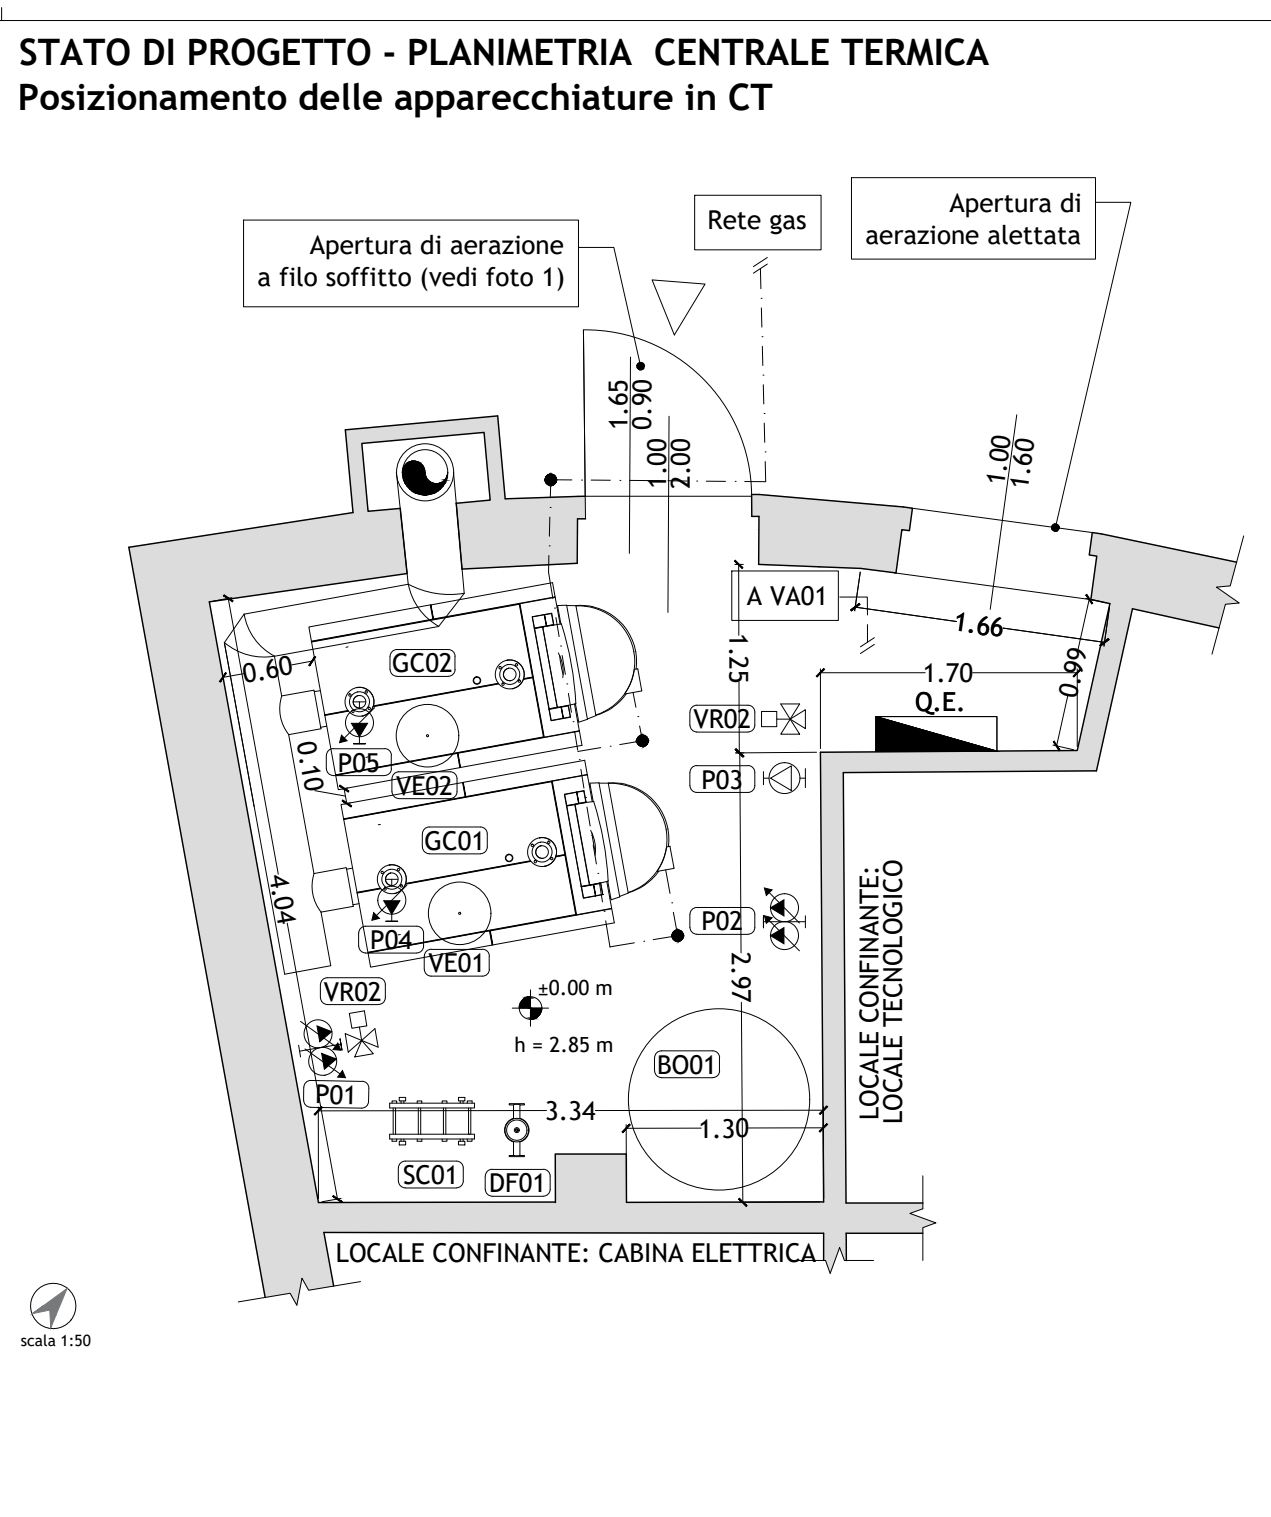 STATO DI PROGETTO - PLANIMETRIA CENTRALE TERMICA
Posizionamento delle apparecchiature in CT
Apertura di aerazione
a filo soffitto (vedi foto 1)
Rete gas
Apertura di
aerazione alettata
1.65
0.90
1.00
2.00
1.00
1.60
A VA01
1.66
1.25
0.99
1.70
Q.E.
0.60
GC02
VR02
P05
0.10
VE02
P03
GC01
4.04
P04
VE01
P02
2.97
VR02
±0.00 m
h = 2.85 m
BO01
P01
3.34
1.30
SC01
DF01
LOCALE CONFINANTE:
LOCALE TECNOLOGICO
LOCALE CONFINANTE: CABINA ELETTRICA
scala 1:50